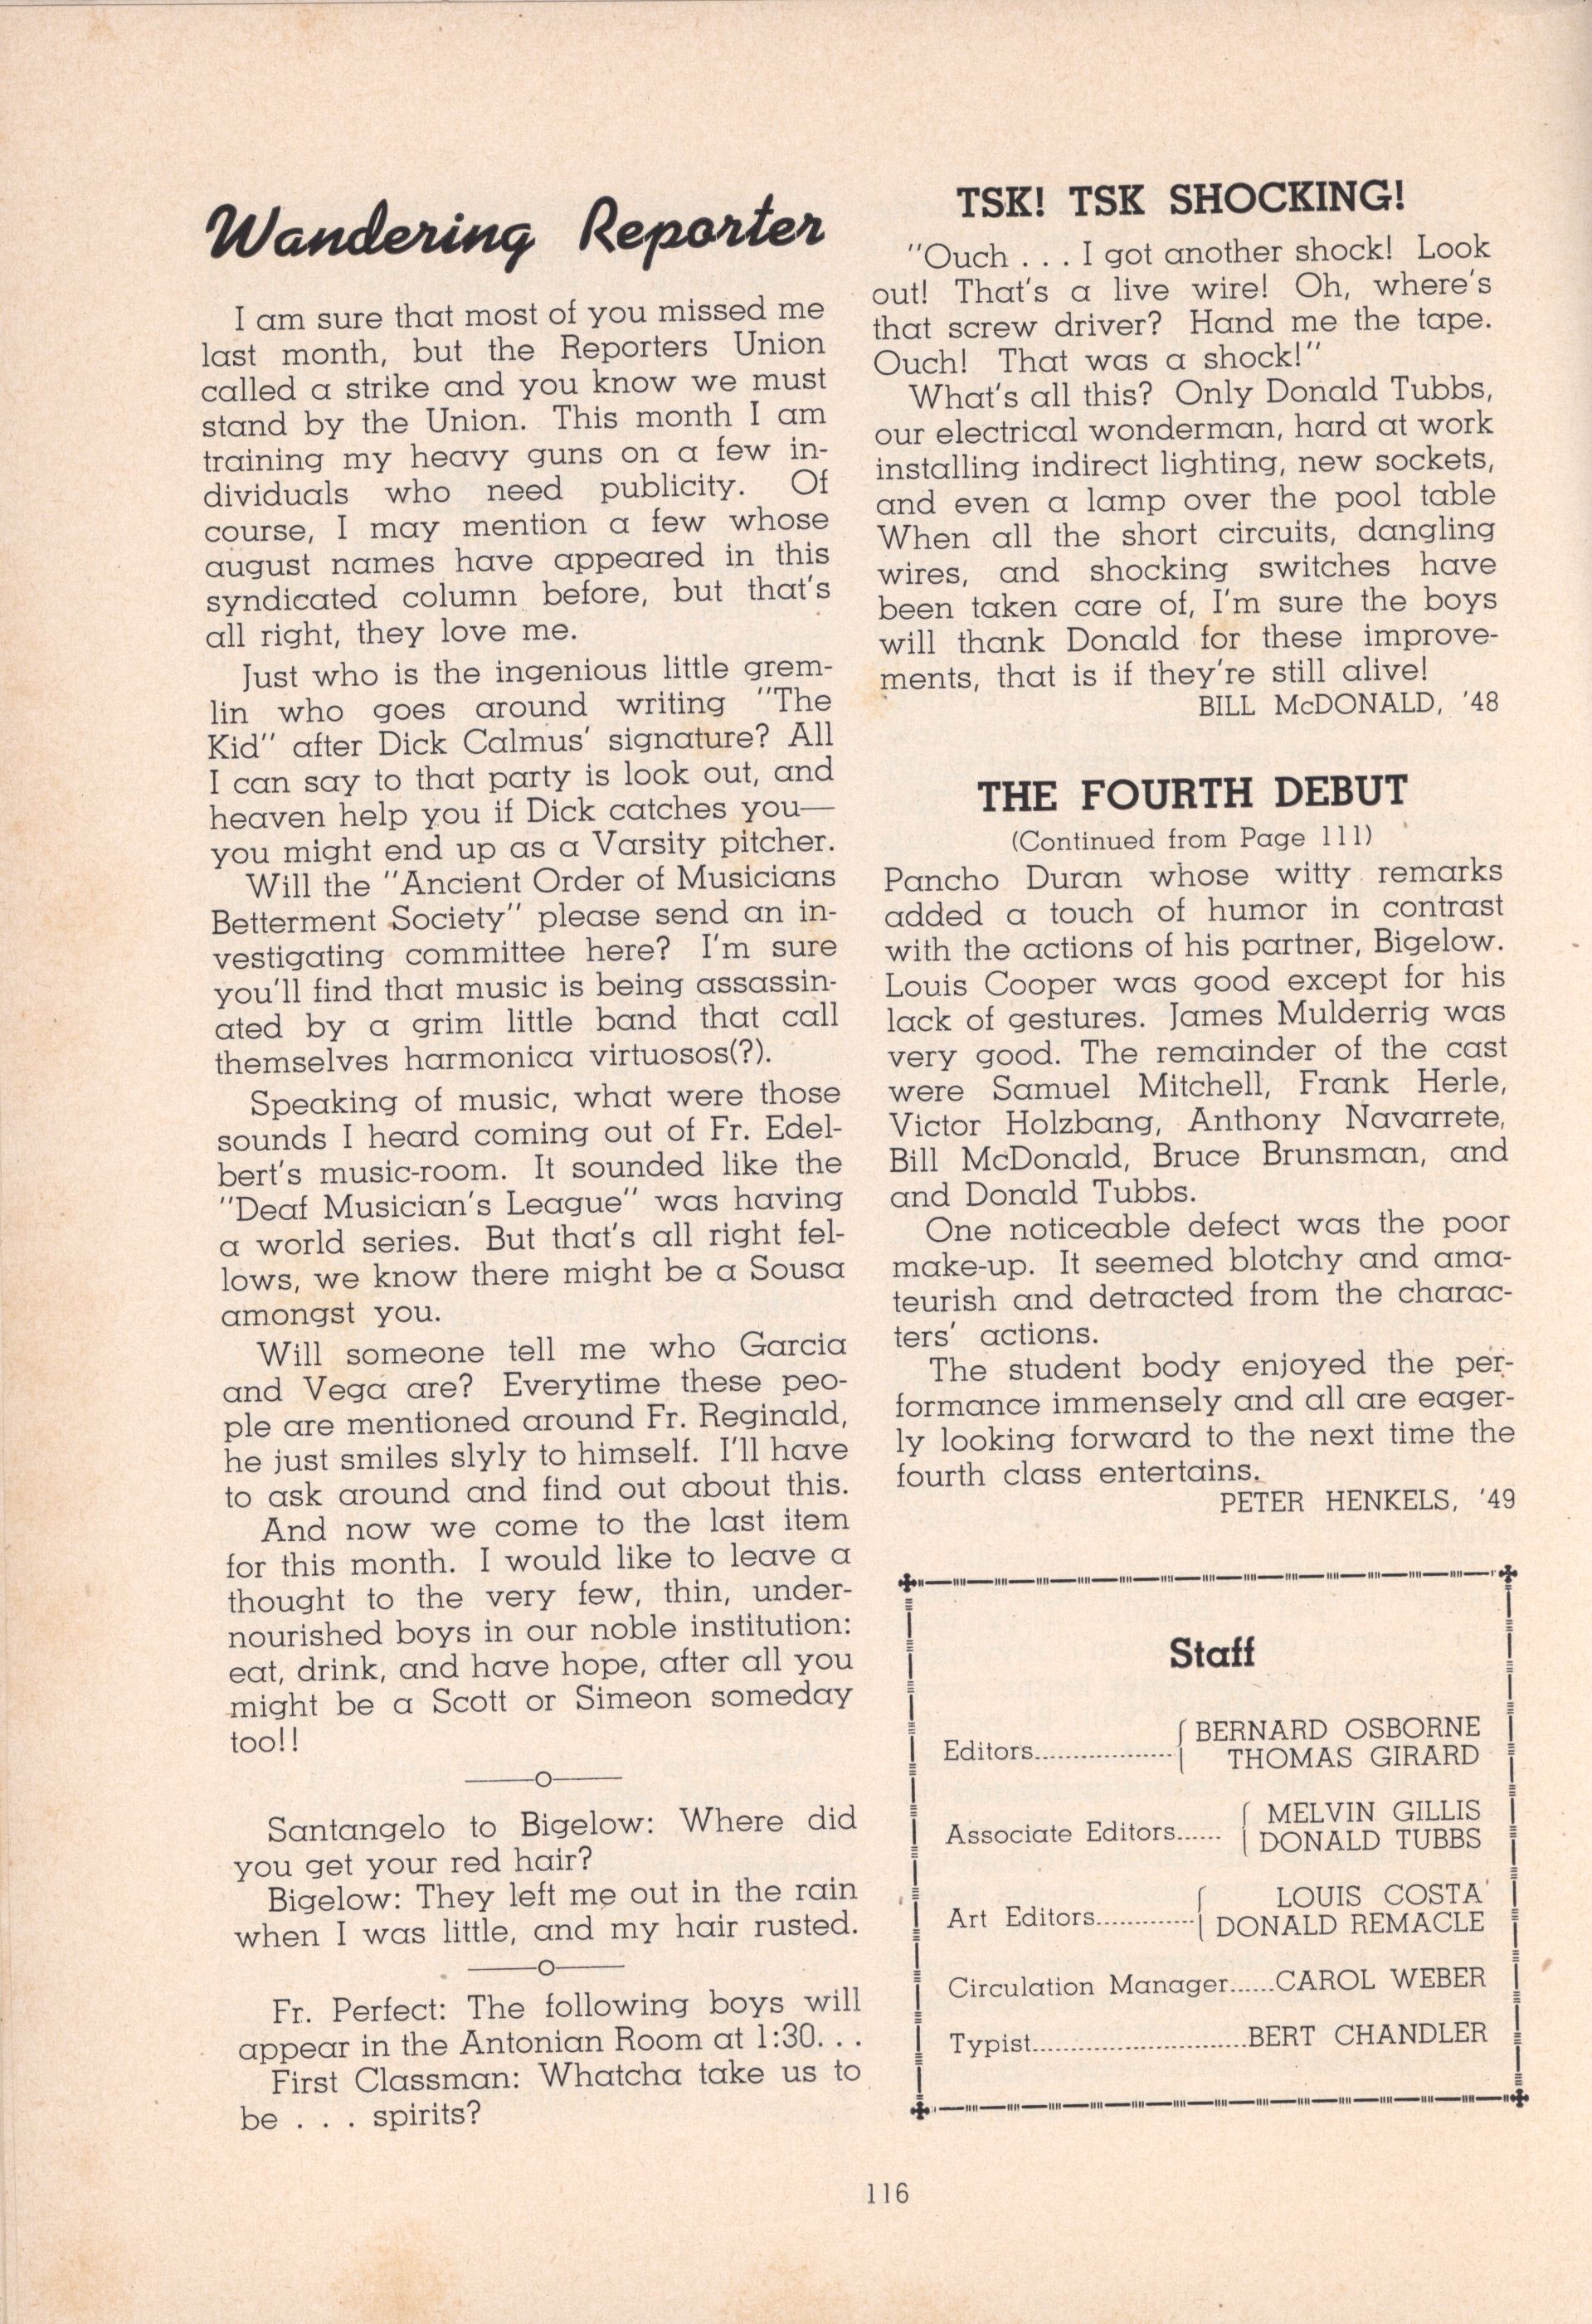 Wandering Reporter
I am sure that most of you missed me
last month, but the Reporters Union
called a strike and you know we must
stand by the Union. This month I am
training my heavy guns on a few in-
dividuals who need publicity. Of
course, I may mention a few whose
august names have appeared in this
syndicated column before, but that's
all right, they love me.
Just who is the ingenious little grem-
lin who goes around writing "The
Kid" after Dick Calmus' signature? All
I can say to that party is look out, and
heaven help you if Dick catches you—
you might end up as a Varsity pitcher.
Will the "Ancient Order of Musicians
Betterment Society" please send an in-
vestigating committee here? I'm sure
you'll find that music is being assassin-
ated by a grim little band that call
themselves harmonica virtuosos(?).
Speaking of music, what were those
sounds I heard coming out of Fr. Edel-
bert's music-room. It sounded like the
"Deaf Musician's League" was having
a world series. But that's all right fel-
lows, we know there might be a Sousa
amongst you.
Will someone tell me who Garcia
and Vega are? Everytime these peo-
ple are mentioned around Fr. Reginald,
he just smiles slyly to himself. I'll have
to ask around and find out about this.
And now we come to the last item
for this month. I would like to leave a
thought to the very few, thin, under-
nourished boys in our noble institution:
eat, drink, and have hope, after all you
might be a Scott or Simeon someday
too!!
Santangelo to Bigelow: Where did
you get your red hair?
Bigelow: They left me out in the rain
when I was little, and my hair rusted.
Fr. Perfect: The following boys will
appear in the Antonian Room at 1:30. . .
First Classman: Whatcha take us to
be . . . spirits?
TSK! TSK SHOCKING!
"Ouch . . . I got another shock! Look
out! That's a live wire! Oh, where's
that screw driver? Hand me the tape.
Ouch! That was a shock!"
What's all this? Only Donald Tubbs,
our electrical wonderman, hard at work
installing indirect lighting, new sockets,
and even a lamp over the pool table
When all the short circuits, dangling
wires, and shocking switches have
been taken care of, I'm sure the boys
will thank Donald for these improve-
ments, that is if they're still alive!
BILL McDONALD, '48
THE FOURTH DEBUT
(Continued from Page 111)
Pancho Duran whose witty remarks
added a touch of humor in contrast
with the actions of his partner, Bigelow.
Louis Cooper was good except for his
lack of gestures. James Mulderrig was
very good. The remainder of the cast
were Samuel Mitchell, Frank Herle,
Victor Holzbang, Anthony Navarrete,
Bill McDonald, Bruce Brunsman, and
and Donald Tubbs.
One noticeable defect was the poor
make-up. It seemed blotchy and ama-
teurish and detracted from the charac-
ters' actions.
The student body enjoyed the per-
formance immensely and all are eager-
ly looking forward to the next time the
fourth class entertains.
PETER HENKELS, '49
Staff
Editors.................... BERNARD OSBORNE
THOMAS GIRARD
Associate Editors...... MELVIN GILLIS
DONALD TUBBS
Art Editors............. LOUIS COSTA
DONALD REMACLE
Circulation Manager......CAROL WEBER
Typist............................BERT CHANDLER
116